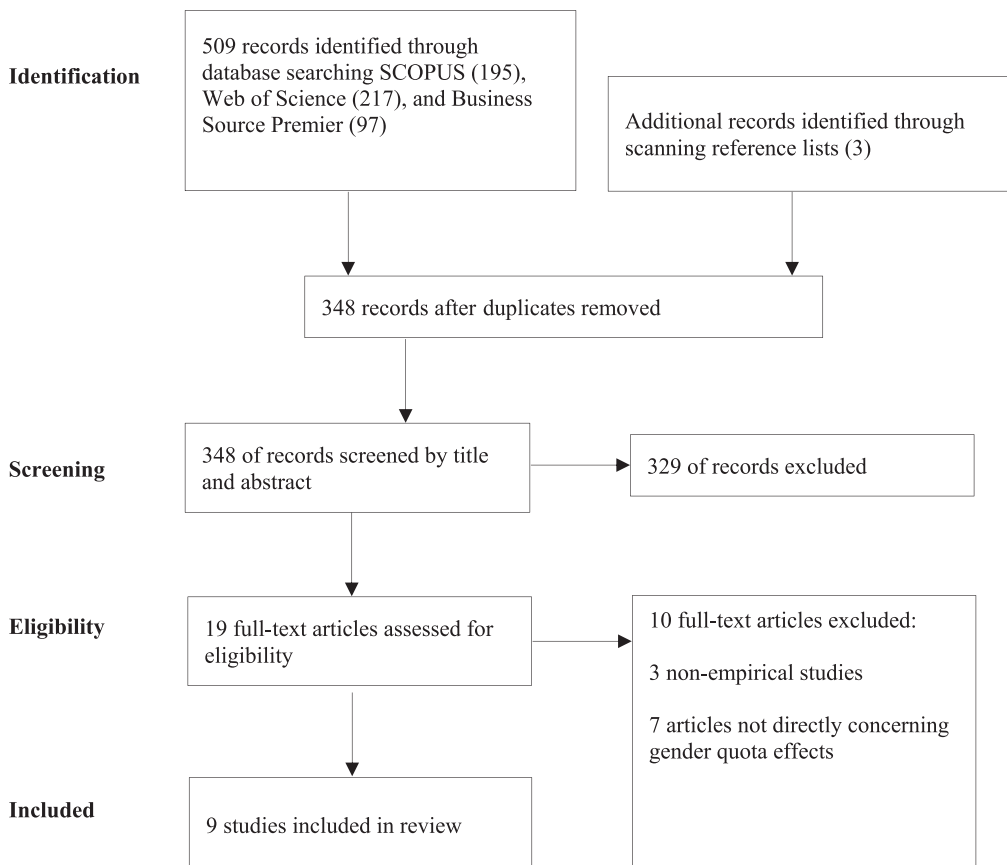 Identification
509 records identified through
database searching SCOPUS (195),
Web of Science (217), and Business
Source Premier (97)
Additional records identified through
scanning reference lists (3)
348 records after duplicates removed
Screening
348 of records screened by title
and abstract
329 of records excluded
Eligibility
19 full-text articles assessed for
eligibility
10 full-text articles excluded:
3 non-empirical studies
7 articles not directly concerning
gender quota effects
Included
9 studies included in review